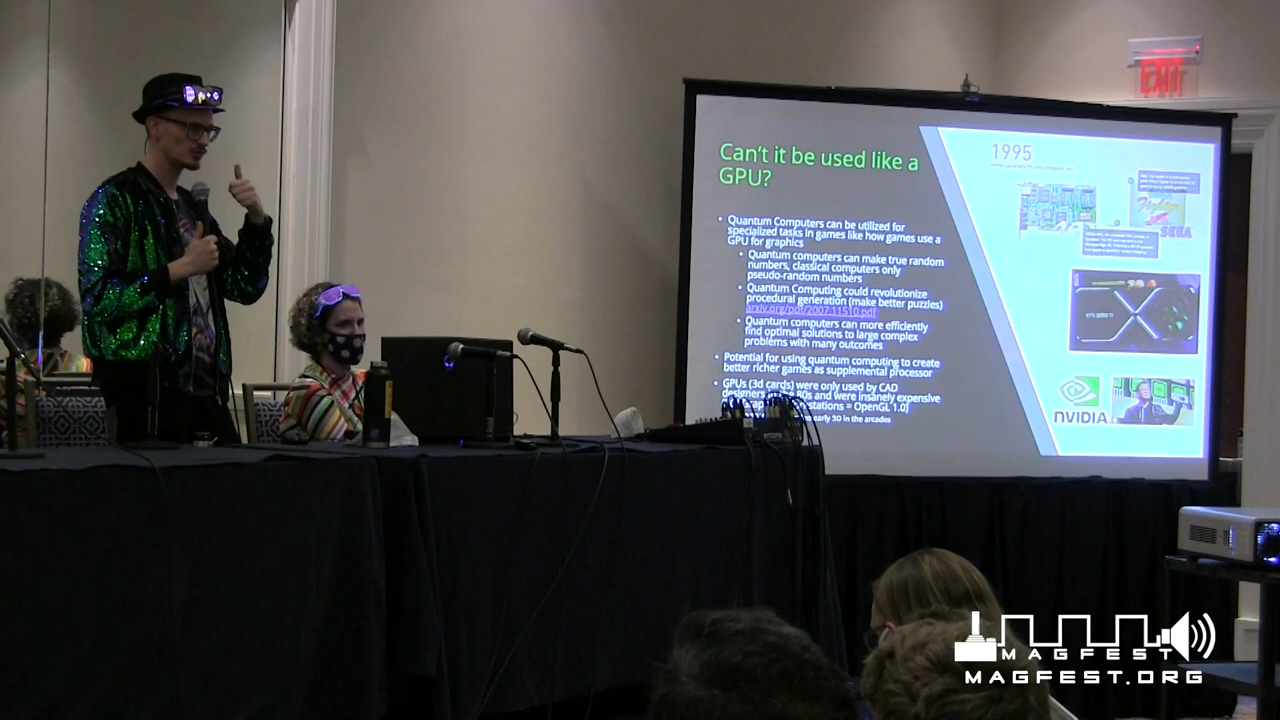 EXIT
Can't it be used like a
GPU?
• Quantum Computers can be utilized for
specialized tasks in games like how games use a
GPU for graphics
• Quantum computers can make true random
numbers, classical computers only
pseudo-random numbers
• Quantum Computing could revolutionize
procedural generation (make better puzzles)
arxiv.org/pdf/2007.11510.pdf
• Quantum computers can more efficiently
find optimal solutions to large complex
problems with many outcomes
• Potential for using quantum computing to create
better richer games as supplemental processor
• GPUs (3d cards) were only used by CAD
designers and were insanely expensive
stations = OpenGL 1.0)
early 3D in the arcades
1995
SEGA
NVIDIA
MAGFEST
MAGFEST.ORG